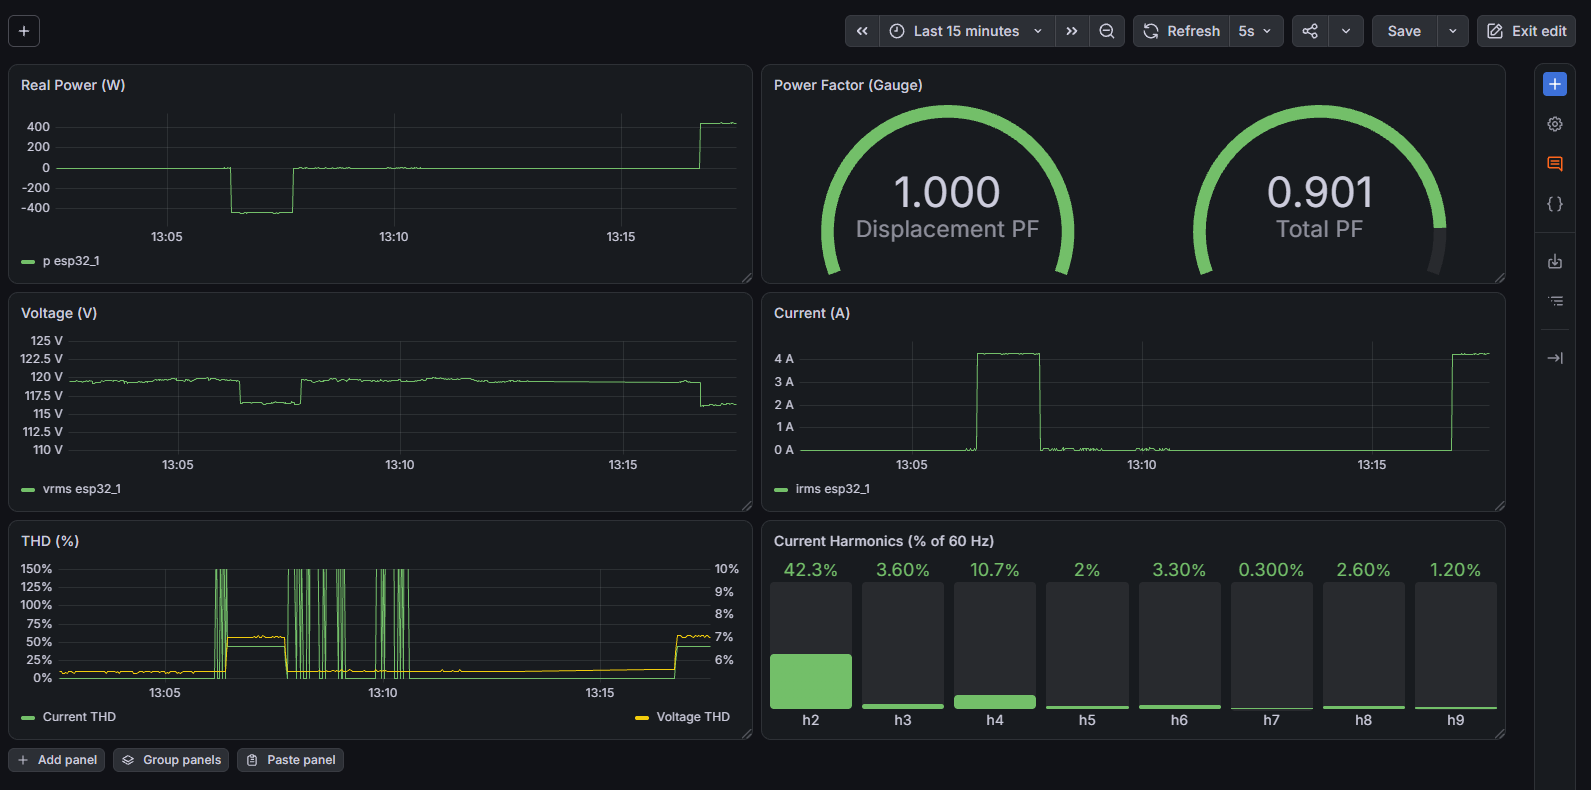 Last 15 minutes Refresh 5s Save Exit edit
Real Power (W)
400
200
0
-200
-400
13:05 13:10 13:15
p esp32_1
Power Factor (Gauge)
1.000
Displacement PF
0.901
Total PF
Voltage (V)
125 V
122.5 V
120 V
117.5 V
115 V
112.5 V
110 V
13:05 13:10 13:15
vrms esp32_1
Current (A)
4 A
3 A
2 A
1 A
0 A
13:05 13:10 13:15
irms esp32_1
THD (%)
150% 10%
125% 9%
100% 8%
75% 7%
50% 6%
25%
0%
13:05 13:10 13:15
Current THD Voltage THD
Current Harmonics (% of 60 Hz)
42.3% 3.60% 10.7% 2% 3.30% 0.300% 2.60% 1.20%
h2 h3 h4 h5 h6 h7 h8 h9
Add panel Group panels Paste panel